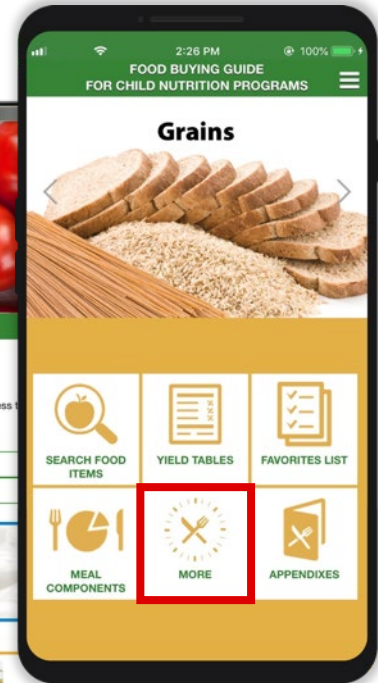 2:26 PM
100%
FOOD BUYING GUIDE
FOR CHILD NUTRITION PROGRAMS
Grains
ess t
SEARCH FOOD
ITEMS
YIELD TABLES
FAVORITES LIST
MEAL
COMPONENTS
MORE
APPENDIXES